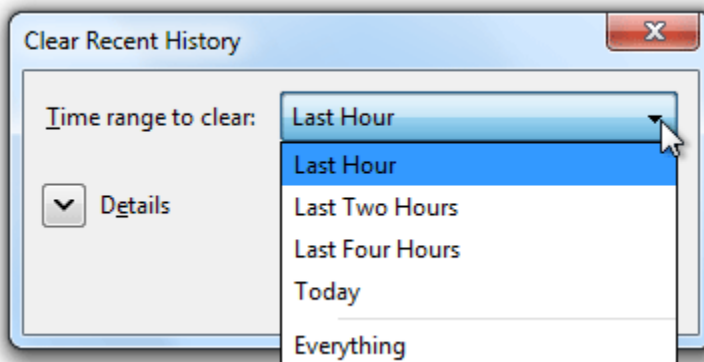 Clear Recent History
Time range to clear: Last Hour
Last Hour
Details
Last Two Hours
Last Four Hours
Today
Everything